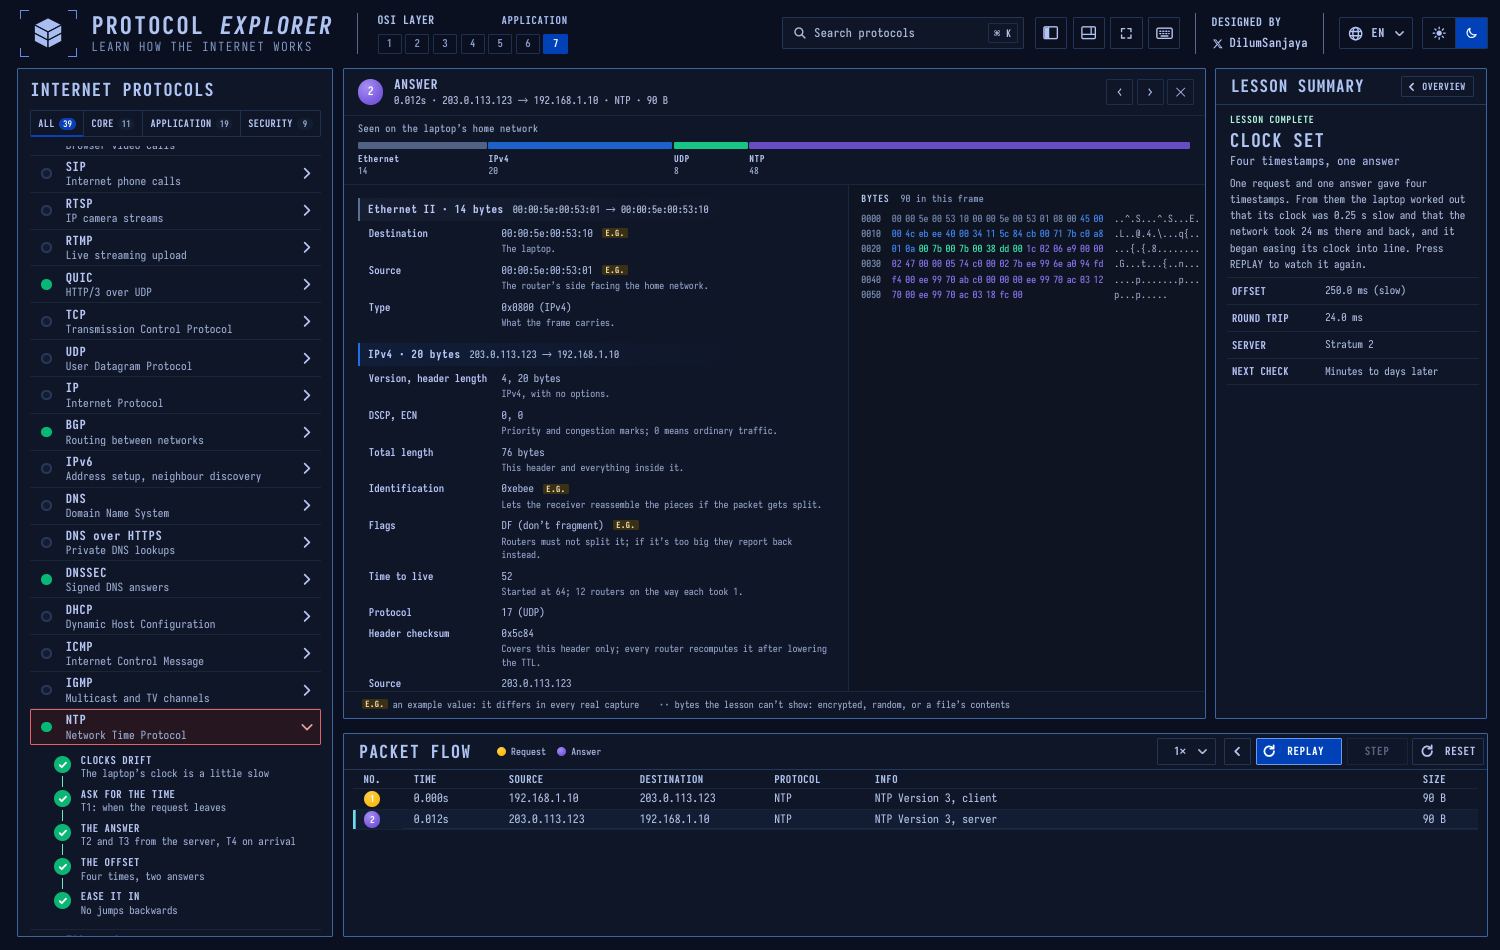 PROTOCOL EXPLORER
LEARN HOW THE INTERNET WORKS
OSI LAYER APPLICATION
1 2 3 4 5 6 7
Search protocols ⌘ K
DESIGNED BY
DilumSanjaya
EN
INTERNET PROTOCOLS
ALL 39 CORE 11 APPLICATION 19 SECURITY 9
Browser video calls
SIP
Internet phone calls
RTSP
IP camera streams
RTMP
Live streaming upload
QUIC
HTTP/3 over UDP
TCP
Transmission Control Protocol
UDP
User Datagram Protocol
IP
Internet Protocol
BGP
Routing between networks
IPv6
Address setup, neighbour discovery
DNS
Domain Name System
DNS over HTTPS
Private DNS lookups
DNSSEC
Signed DNS answers
DHCP
Dynamic Host Configuration
ICMP
Internet Control Message
IGMP
Multicast and TV channels
NTP
Network Time Protocol
CLOCKS DRIFT
The laptop's clock is a little slow
ASK FOR THE TIME
T1: when the request leaves
THE ANSWER
T2 and T3 from the server, T4 on arrival
THE OFFSET
Four times, two answers
EASE IT IN
No jumps backwards
2 ANSWER
0.012s · 203.0.113.123 → 192.168.1.10 · NTP · 90 B
Seen on the laptop's home network
Ethernet IPv4 UDP NTP
14 20 8 48
Ethernet II · 14 bytes 00:00:5e:00:53:01 → 00:00:5e:00:53:10
Destination 00:00:5e:00:53:10 E.G.
The laptop.
Source 00:00:5e:00:53:01 E.G.
The router's side facing the home network.
Type 0x0800 (IPv4)
What the frame carries.
IPv4 · 20 bytes 203.0.113.123 → 192.168.1.10
Version, header length 4, 20 bytes
IPv4, with no options.
DSCP, ECN 0, 0
Priority and congestion marks; 0 means ordinary traffic.
Total length 76 bytes
This header and everything inside it.
Identification 0xebee E.G.
Lets the receiver reassemble the pieces if the packet gets split.
Flags DF (don't fragment) E.G.
Routers must not split it; if it's too big they report back
instead.
Time to live 52
Started at 64; 12 routers on the way each took 1.
Protocol 17 (UDP)
Header checksum 0x5c84
Covers this header only; every router recomputes it after lowering
the TTL.
Source 203.0.113.123
BYTES 90 in this frame
0000 00 00 5e 00 53 10 00 00 5e 00 53 01 08 00 45 00 ..^.S...^.S...E.
0010 00 4c eb ee 40 00 34 11 5c 84 cb 00 71 7b c0 a8 .L..@.4.\...q{..
0020 01 0a 00 7b 00 7b 00 38 dd 00 1c 02 06 e9 00 00 ...{.{.8........
0030 02 47 00 00 05 74 c0 00 02 7b ee 99 6e a0 94 fd .G...t...{..n...
0040 f4 00 ee 99 70 ab c0 00 00 00 ee 99 70 ac 03 12 ....p.......p...
0050 70 00 ee 99 70 ac 03 18 fc 00 p...p.....
E.G. an example value: it differs in every real capture ·· bytes the lesson can't show: encrypted, random, or a file's contents
LESSON SUMMARY OVERVIEW
LESSON COMPLETE
CLOCK SET
Four timestamps, one answer
One request and one answer gave four
timestamps. From them the laptop worked out
that its clock was 0.25 s slow and that the
network took 24 ms there and back, and it
began easing its clock into line. Press
REPLAY to watch it again.
OFFSET 250.0 ms (slow)
ROUND TRIP 24.0 ms
SERVER Stratum 2
NEXT CHECK Minutes to days later
PACKET FLOW Request Answer 1× REPLAY STEP RESET
NO. TIME SOURCE DESTINATION PROTOCOL INFO SIZE
1 0.000s 192.168.1.10 203.0.113.123 NTP NTP Version 3, client 90 B
2 0.012s 203.0.113.123 192.168.1.10 NTP NTP Version 3, server 90 B